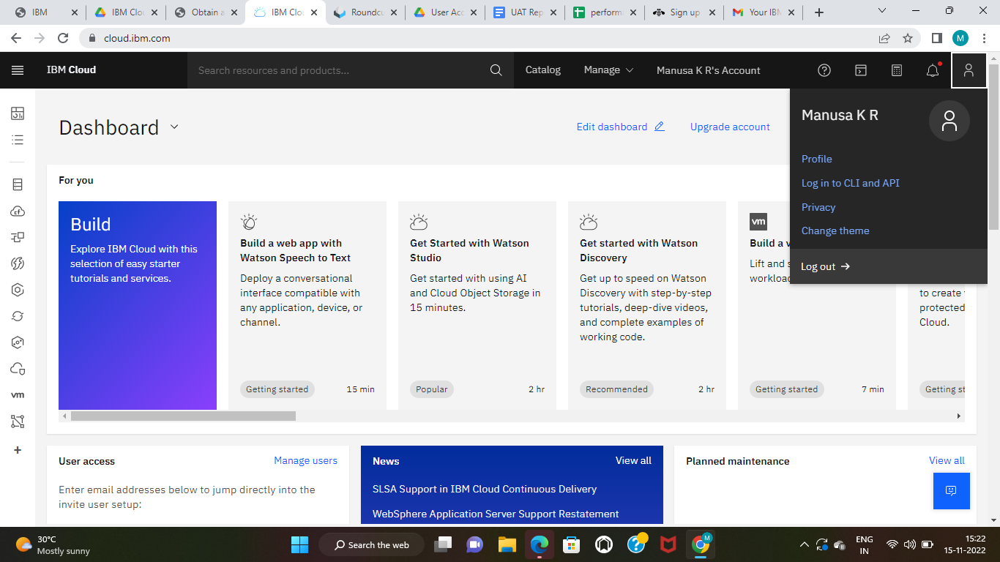 IBM
IBM Clou
Obtain a
IBM Clou
Roundcu
User Acc
UAT Rep
performa
Sign up
Your IBM
cloud.ibm.com
M
IBM Cloud
Search resources and products...
Catalog
Manage
Manusa K R's Account
Manusa K R
Profile
Log in to CLI and API
Privacy
Change theme
Log out
Dashboard
Edit dashboard
Upgrade account
For you
Build
Explore IBM Cloud with this
selection of easy starter
tutorials and services.
Build a web app with
Watson Speech to Text
Deploy a conversational
interface compatible with
any application, device, or
channel.
Getting started
15 min
Get Started with Watson
Studio
Get started with using AI
and Cloud Object Storage in
15 minutes.
Popular
2 hr
Get started with Watson
Discovery
Get up to speed on Watson
Discovery with step-by-step
tutorials, deep-dive videos,
and complete examples of
working code.
Recommended
2 hr
vm
Build a v
Lift and s
workload
Getting started
7 min
to create
protected
Cloud.
Getting st
cf
vm
User access
Manage users
Enter email addresses below to jump directly into the
invite user setup:
News
View all
SLSA Support in IBM Cloud Continuous Delivery
WebSphere Application Server Support Restatement
Planned maintenance
View all
30°C
Mostly sunny
Search the web
M
ENG
IN
15:22
15-11-2022